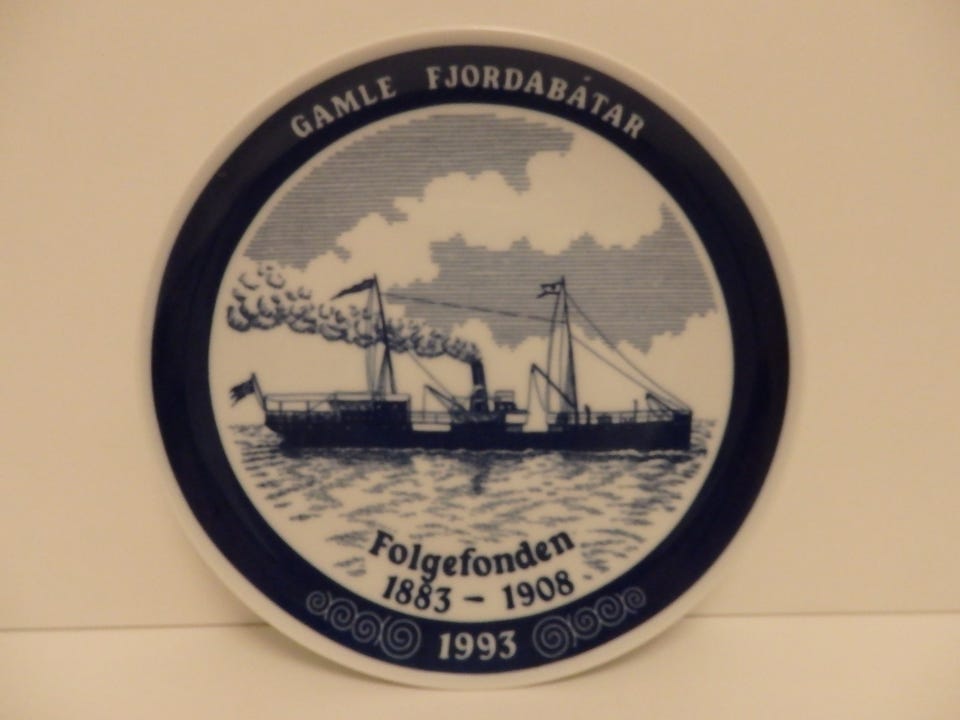 GAMLE FJORDABÅTAR
Folgefonden
1883 - 1908
1993